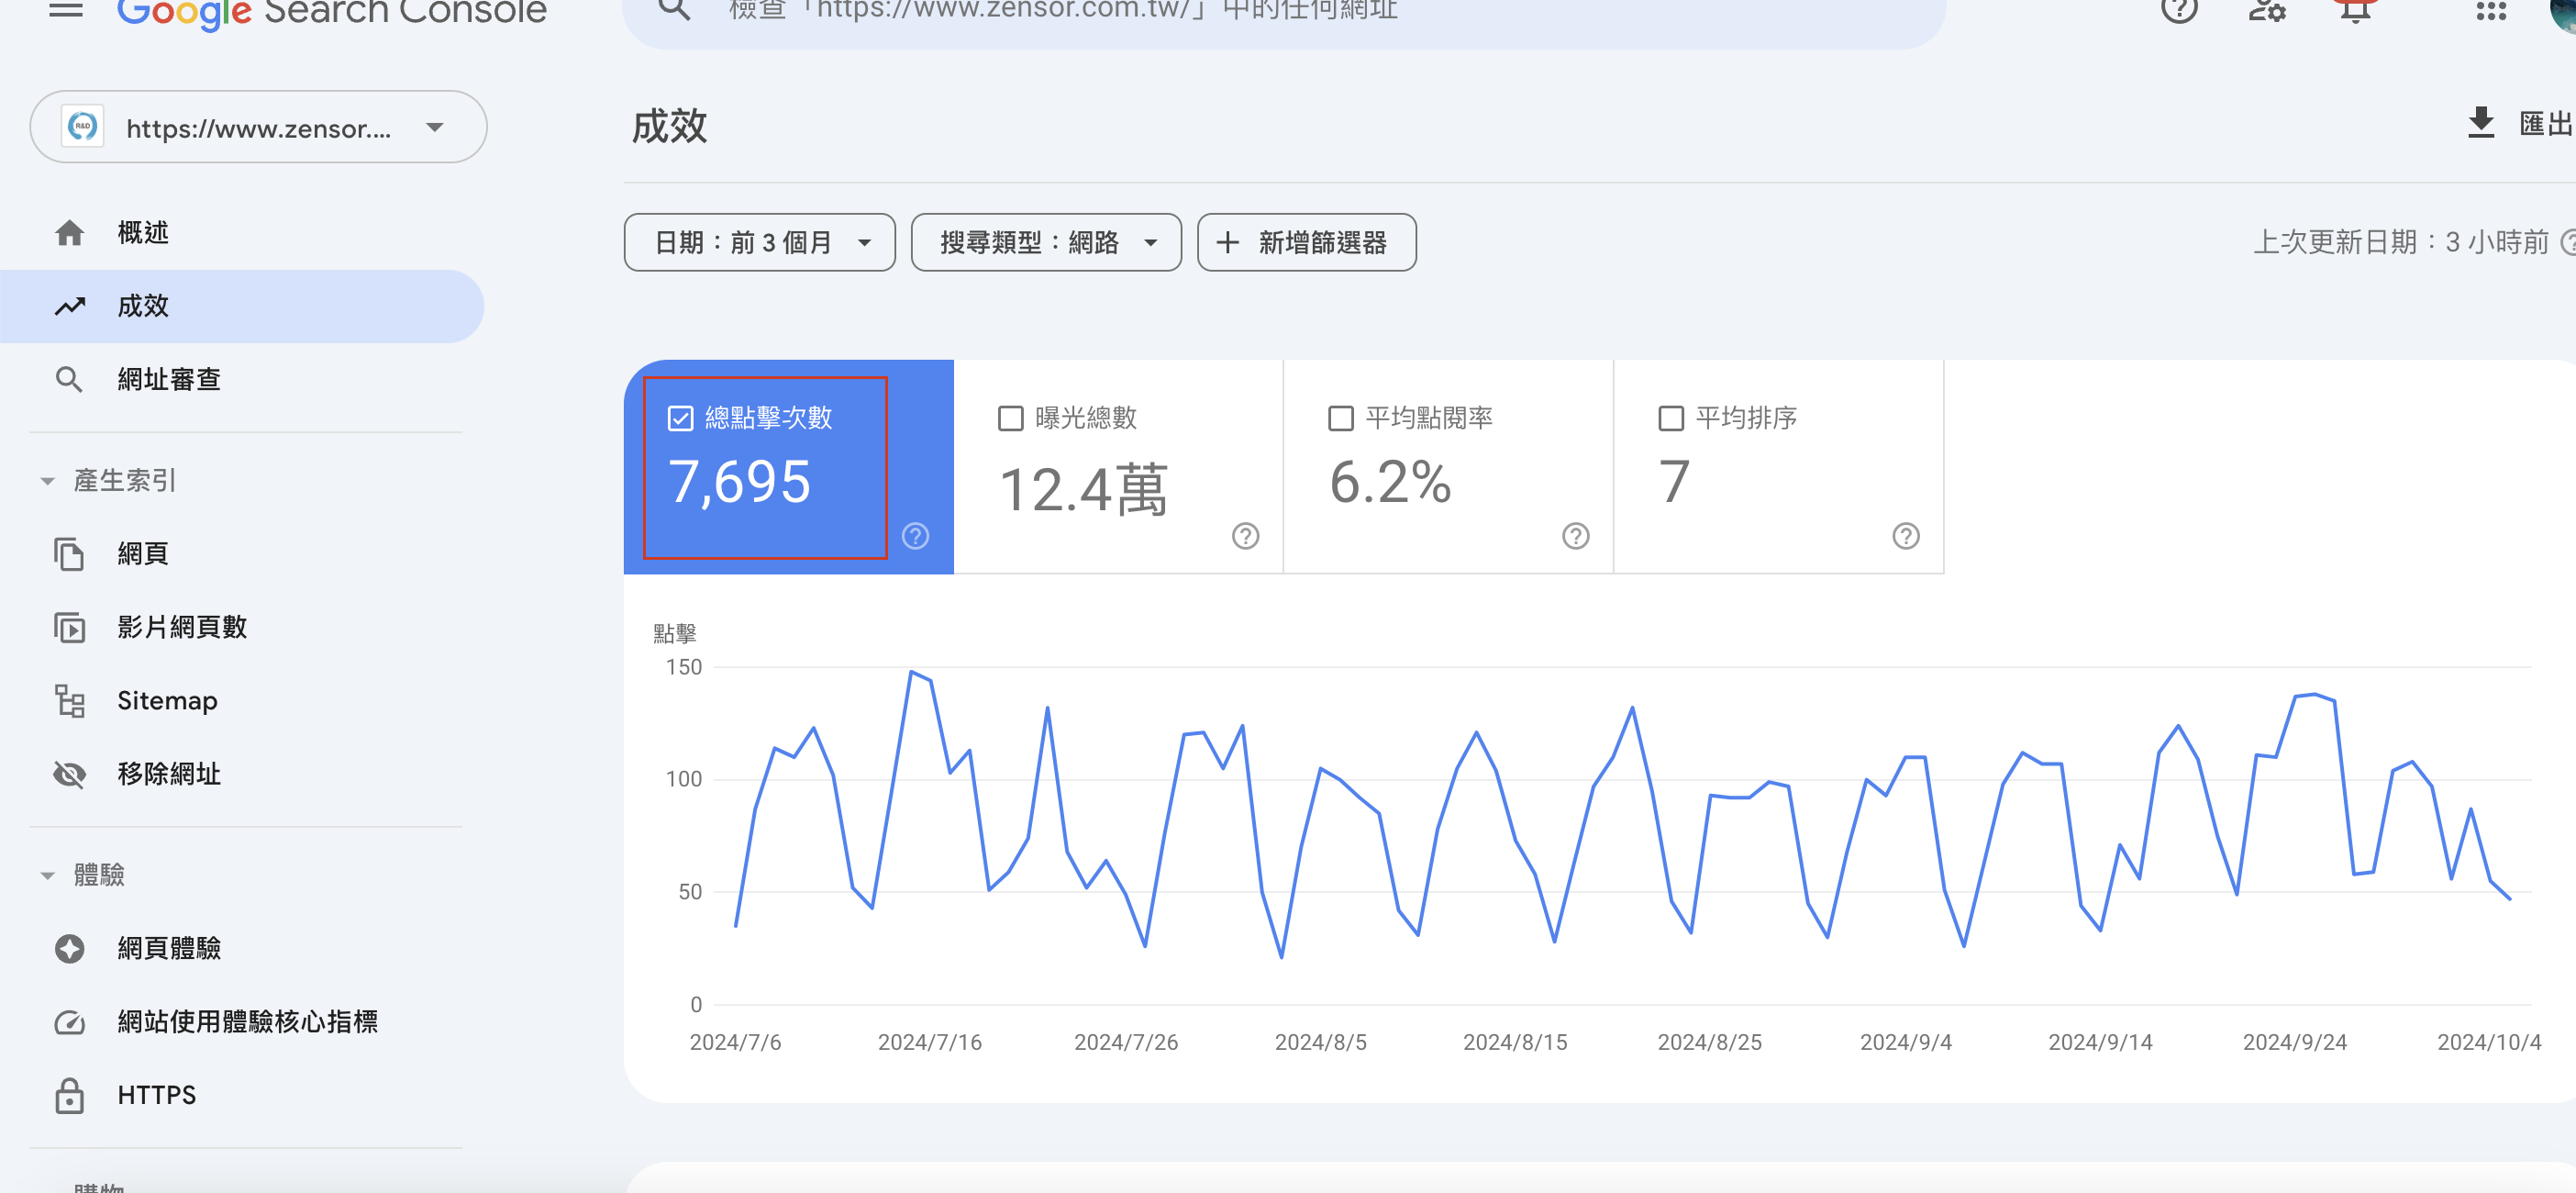 Google Search Console
檢查「https://www.zensor.com.tw/」中的任何網址
R&D
https://www.zensor....
概述
成效
網址審查
產生索引
網頁
影片網頁數
Sitemap
移除網址
體驗
網頁體驗
網站使用體驗核心指標
HTTPS
購物
成效
匯出
日期：前 3 個月
搜尋類型：網路
新增篩選器
上次更新日期：3 小時前
總點擊次數
7,695
曝光總數
12.4萬
平均點閱率
6.2%
平均排序
7
點擊
150
100
50
0
2024/7/6 2024/7/16 2024/7/26 2024/8/5 2024/8/15 2024/8/25 2024/9/4 2024/9/14 2024/9/24 2024/10/4